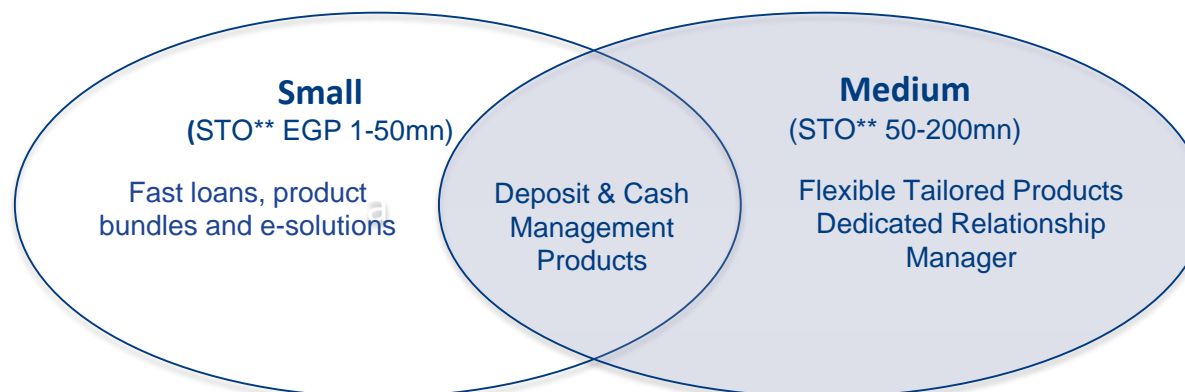 Small
(STO** EGP 1-50mn)
Fast loans, product
bundles and e-solutions
a
Deposit & Cash
Management
Products
Medium
(STO** 50-200mn)
Flexible Tailored Products
Dedicated Relationship
Manager